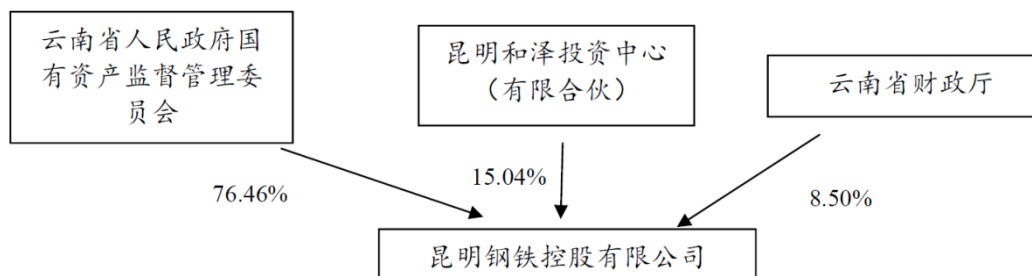 云南省人民政府国
有资产监督管理委
员会
昆明和泽投资中心
（有限合伙）
云南省财政厅
76.46%
15.04%
8.50%
昆明钢铁控股有限公司